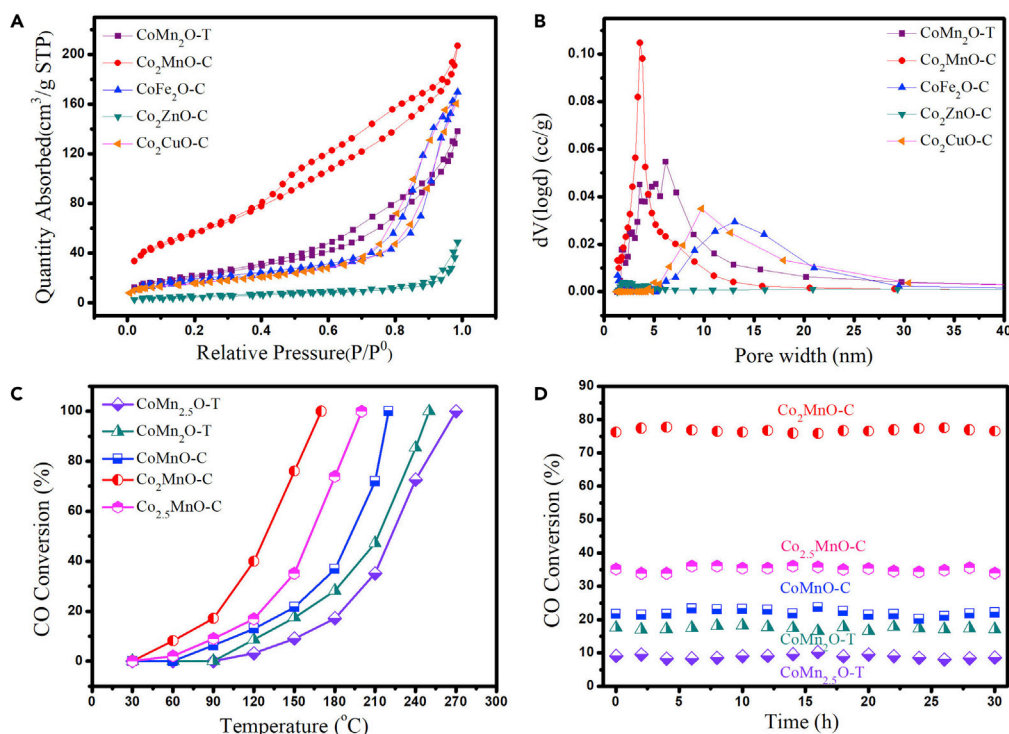 A
CoMn2O-T
Co2MnO-C
CoFe2O-C
Co2ZnO-C
Co2CuO-C
Quantity Absorbed(cm3/g STP)
200
160
120
80
40
0
0.0 0.2 0.4 0.6 0.8 1.0
Relative Pressure(P/P0)
B
CoMn2O-T
Co2MnO-C
CoFe2O-C
Co2ZnO-C
Co2CuO-C
dV(logd) (cc/g)
0.10
0.08
0.06
0.04
0.02
0.00
0 5 10 15 20 25 30 40
Pore width (nm)
C
CoMn2.5O-T
CoMn2O-T
CoMnO-C
Co2MnO-C
Co2.5MnO-C
CO Conversion (%)
100
80
60
40
20
0
0 30 60 90 120 150 180 210 240 270 300
Temperature (oC)
D
Co2MnO-C
Co2.5MnO-C
CoMnO-C
CoMn2O-T
CoMn2.5O-T
CO Conversion (%)
90
80
70
60
50
40
30
20
10
0
0 5 10 15 20 25 30
Time (h)